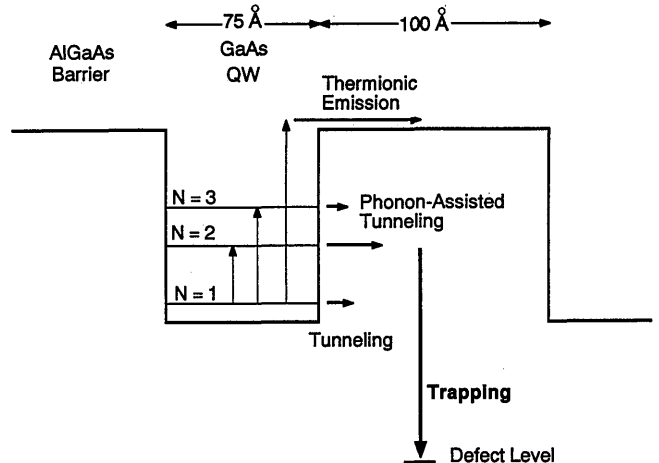 75 Å
100 Å
AlGaAs
Barrier
GaAs
QW
Thermionic
Emission
N = 3
Phonon-Assisted
Tunneling
N = 2
N = 1
Tunneling
Trapping
Defect Level